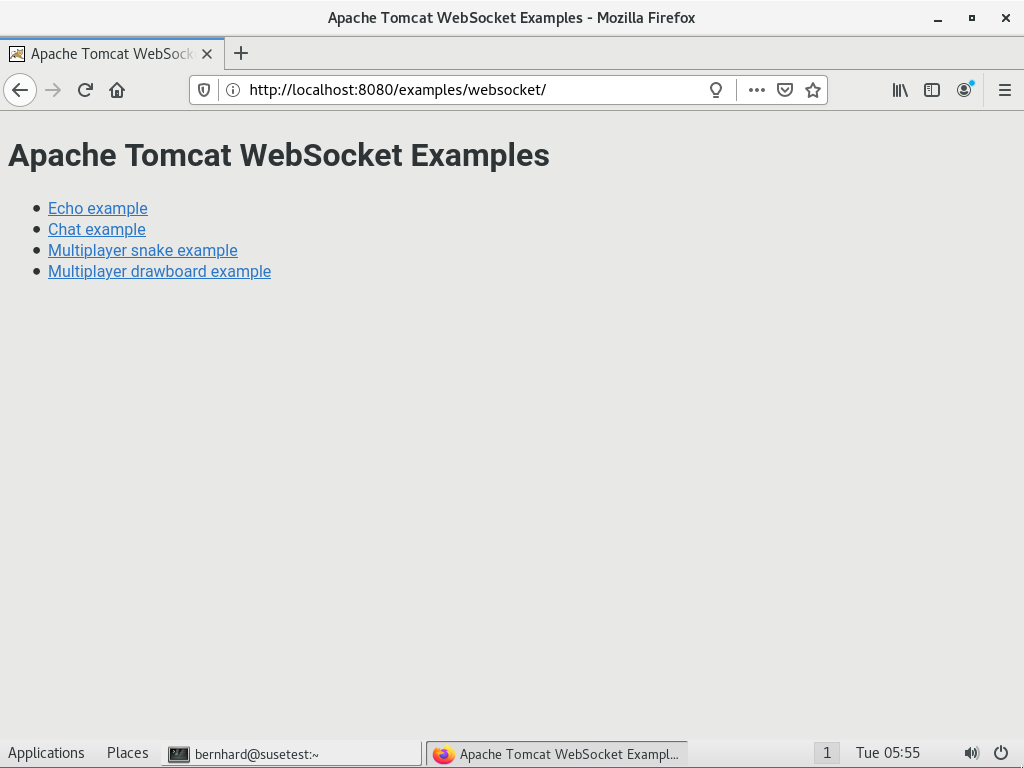 Apache Tomcat WebSocket Examples - Mozilla Firefox
Apache Tomcat WebSock
http://localhost:8080/examples/websocket/
Apache Tomcat WebSocket Examples
Echo example
Chat example
Multiplayer snake example
Multiplayer drawboard example
Applications Places bernhard@susetest:~ Apache Tomcat WebSocket Exampl... 1 Tue 05:55